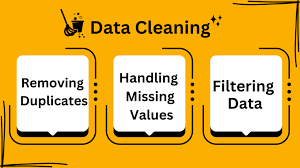 Data Cleaning
Removing
Duplicates
Handling
Missing
Values
Filtering
Data